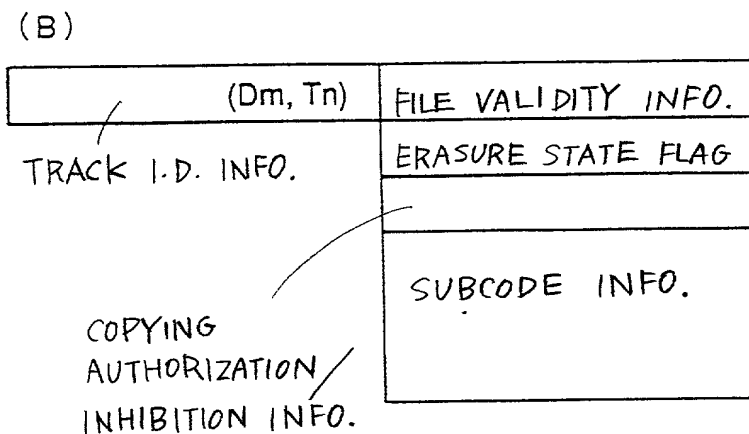 (B)
(Dm, Tn)
FILE VALIDITY INFO.
TRACK I.D. INFO.
ERASURE STATE FLAG
SUBCODE INFO.
COPYING
AUTHORIZATION
INHIBITION INFO.